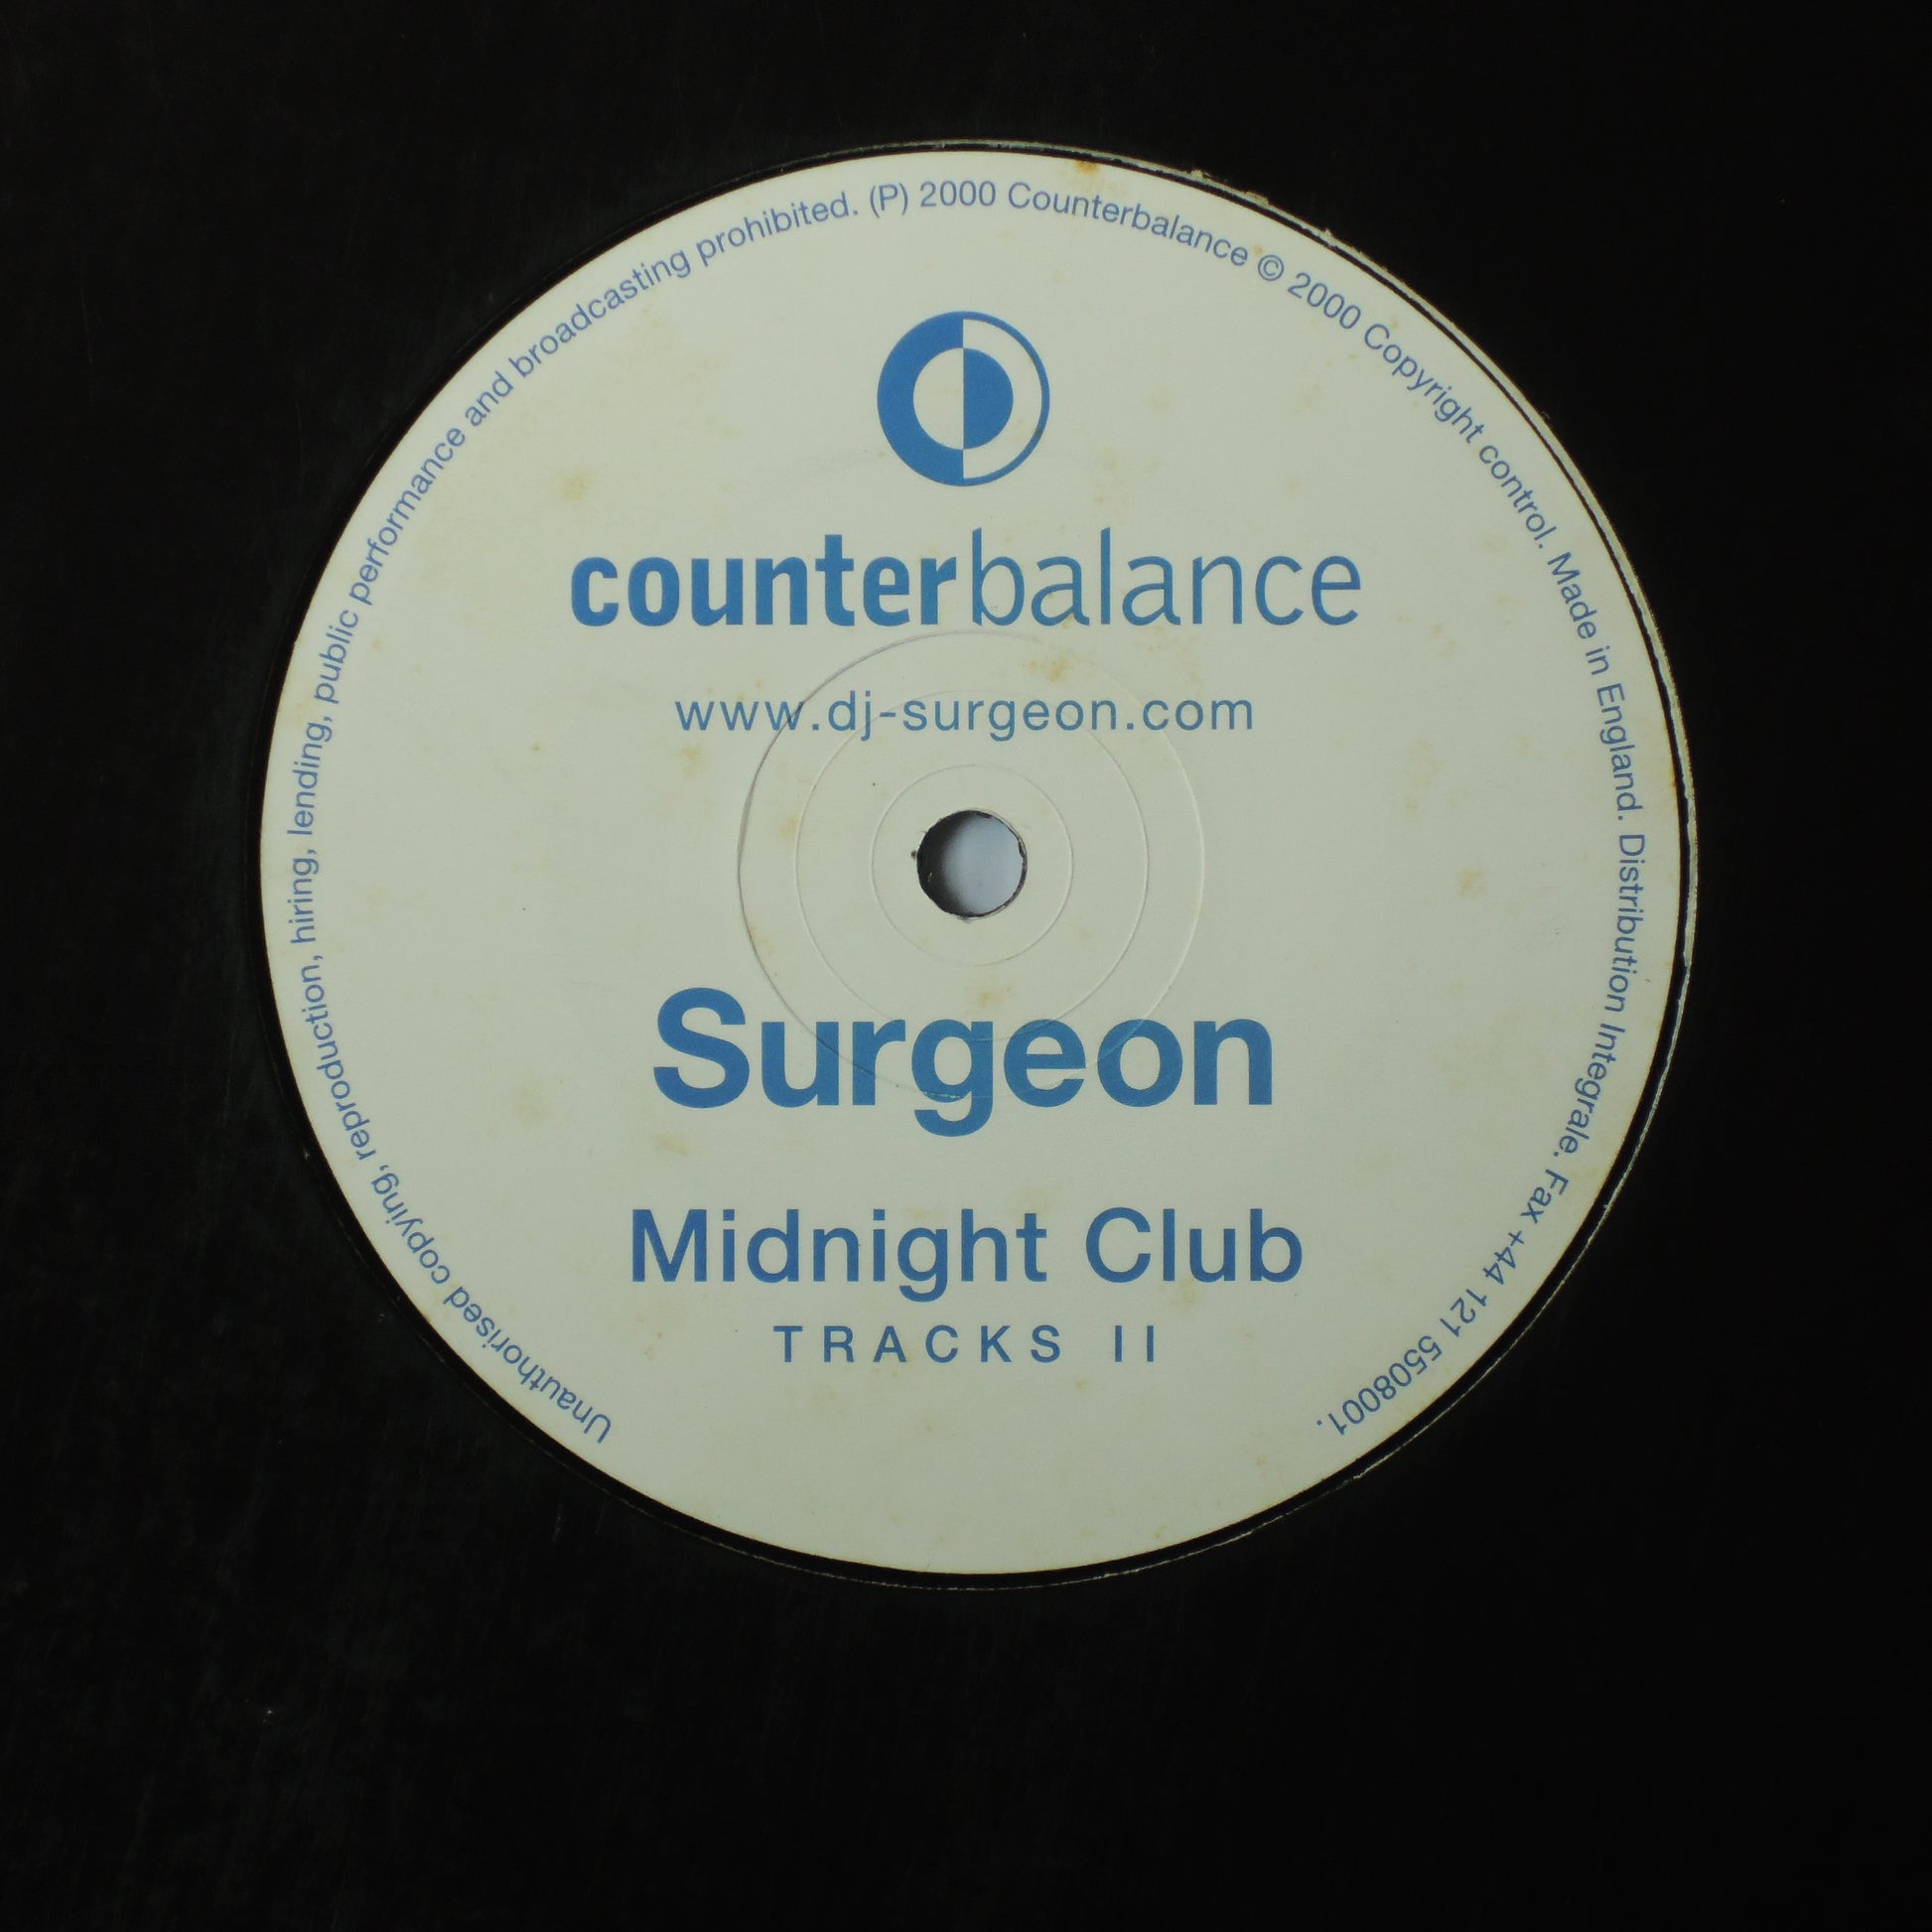 Unauthorised copying, reproduction, hiring, lending, public performance and broadcasting prohibited. (P) 2000 Counterbalance © 2000 Copyright control. Made in England. Distribution Integrale. Fax +44 121 5508001.
counterbalance
www.dj-surgeon.com
Surgeon
Midnight Club
TRACKS II